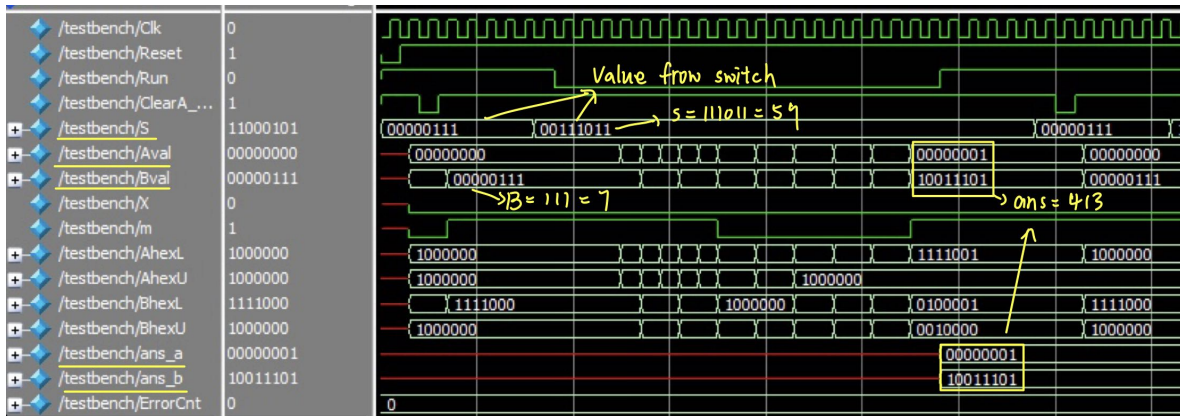 /testbench/Clk 0
/testbench/Reset 1
/testbench/Run 0 Value from switch
/testbench/ClearA_... 1 S=111011=59
/testbench/S 11000101 00000111 00111011 00000111
/testbench/Aval 00000000 00000000 00000001 00000000
/testbench/Bval 00000111 00000111 10011101 00000111
/testbench/X 0 B=111=7 ans=413
/testbench/m 1
/testbench/AhexL 1000000 1000000 1111001 1000000
/testbench/AhexU 1000000 1000000 1000000
/testbench/BhexL 1111000 1111000 1000000 0100001 1111000
/testbench/BhexU 1000000 1000000 0010000 1000000
/testbench/ans_a 00000001 00000001
/testbench/ans_b 10011101 10011101
/testbench/ErrorCnt 0 0